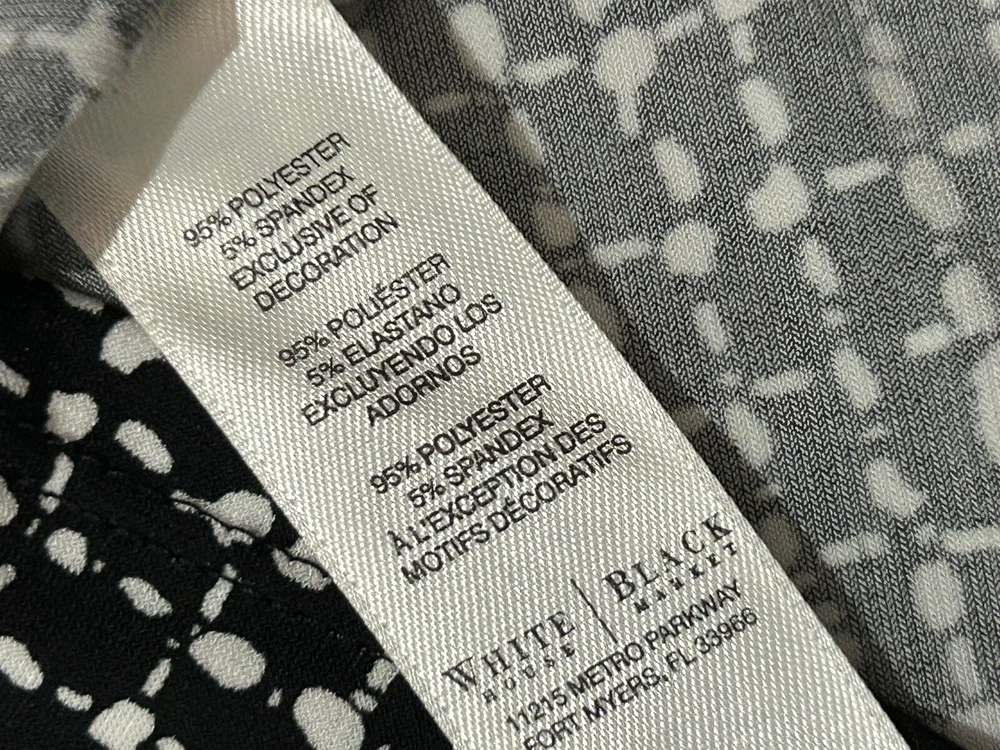 95% POLYESTER
5% SPANDEX
EXCLUSIVE OF
DECORATION
95% POLIÉSTER
5% ELASTANO
EXCLUYENDO LOS
ADORNOS
95% POLYESTER
5% SPANDEX
À L'EXCEPTION DES
MOTIFS DÉCORATIFS
WHITE | BLACK
HOUSE MARKET
11215 METRO PARKWAY
FORT MYERS, FL 33966